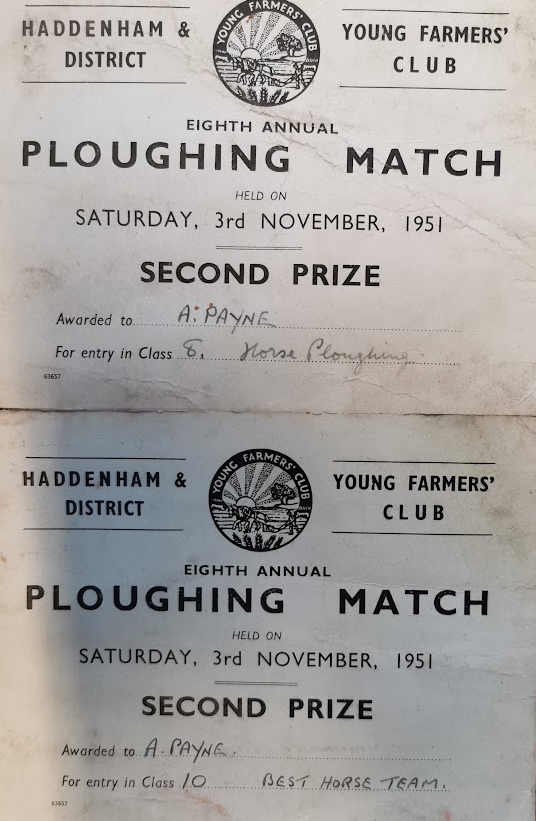 YOUNG FARMERS' CLUB
HADDENHAM &
DISTRICT
YOUNG FARMERS'
CLUB
EIGHTH ANNUAL
PLOUGHING MATCH
HELD ON
SATURDAY, 3rd NOVEMBER, 1951
SECOND PRIZE
Awarded to A. PAYNE
For entry in Class 8. Horse Ploughing.
63657
YOUNG FARMERS' CLUB
HADDENHAM &
DISTRICT
YOUNG FARMERS'
CLUB
EIGHTH ANNUAL
PLOUGHING MATCH
HELD ON
SATURDAY, 3rd NOVEMBER, 1951
SECOND PRIZE
Awarded to A. PAYNE.
For entry in Class 10 BEST HORSE TEAM.
63657